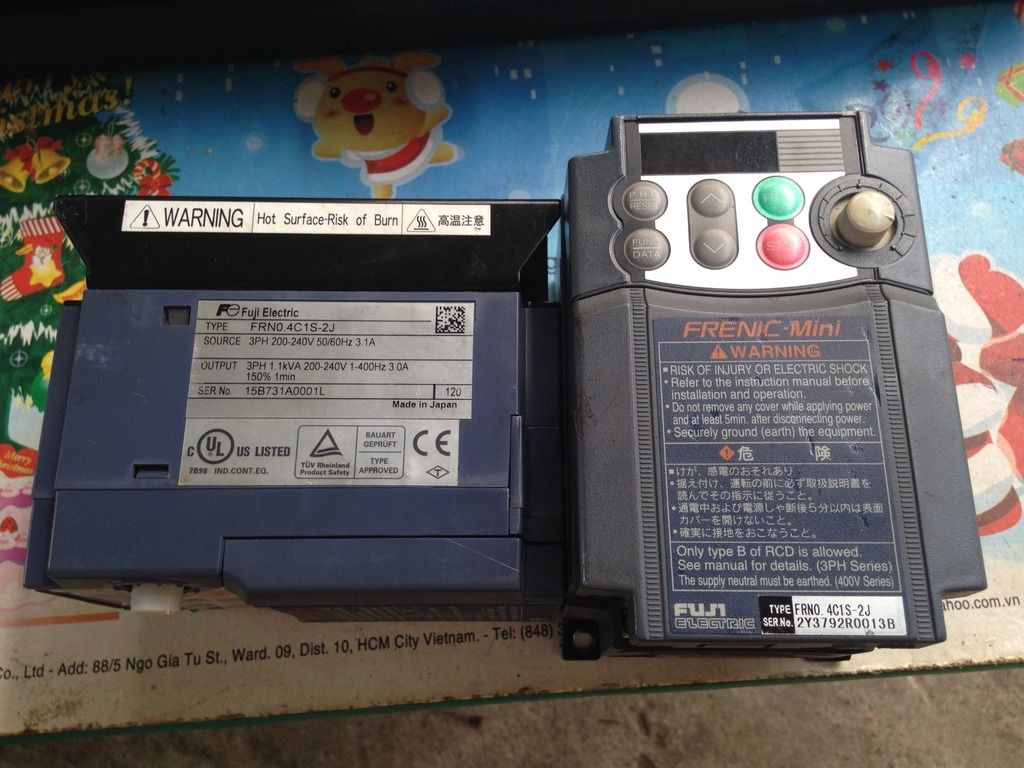 stmas!
WARNING
Hot Surface-Risk of Burn
高温注意
Fuji Electric
TYPE FRN0.4C1S-2J
SOURCE 3PH 200-240V 50/60Hz 3.1A
OUTPUT 3PH 1.1kVA 200-240V 1-400Hz 3.0A
150% 1min
SER.No. 15B731A0001L 120
Made in Japan
C UL US LISTED
7B98 IND.CONT.EQ.
TÜV Rheinland
Product Safety
BAUART
GEPRÜFT
TYPE
APPROVED
CE
Merry
Christmas
RESET
FUNC
DATA
STOP
FRENIC-Mini
WARNING
RISK OF INJURY OR ELECTRIC SHOCK
• Refer to the instruction manual before
installation and operation.
• Do not remove any cover while applying power
and at least 5min. after disconnecting power.
• Securely ground (earth) the equipment.
危 険
けが、感電のおそれあり
• 据え付け、運転の前に必ず取扱説明書を
読んでその指示に従うこと。
• 通電中および電源しゃ断後5分以内は表面
カバーを開けないこと。
• 確実に接地をおこなうこと。
Only type B of RCD is allowed.
See manual for details. (3PH Series)
The supply neutral must be earthed. (400V Series)
FUJI
ELECTRIC
TYPE FRN0.4C1S-2J
SER.No. 2Y3792R0013B
ahoo.com.vn
Co., Ltd - Add: 88/5 Ngo Gia Tu St., Ward. 09, Dist. 10, HCM City Vietnam. - Tel: (848) 3